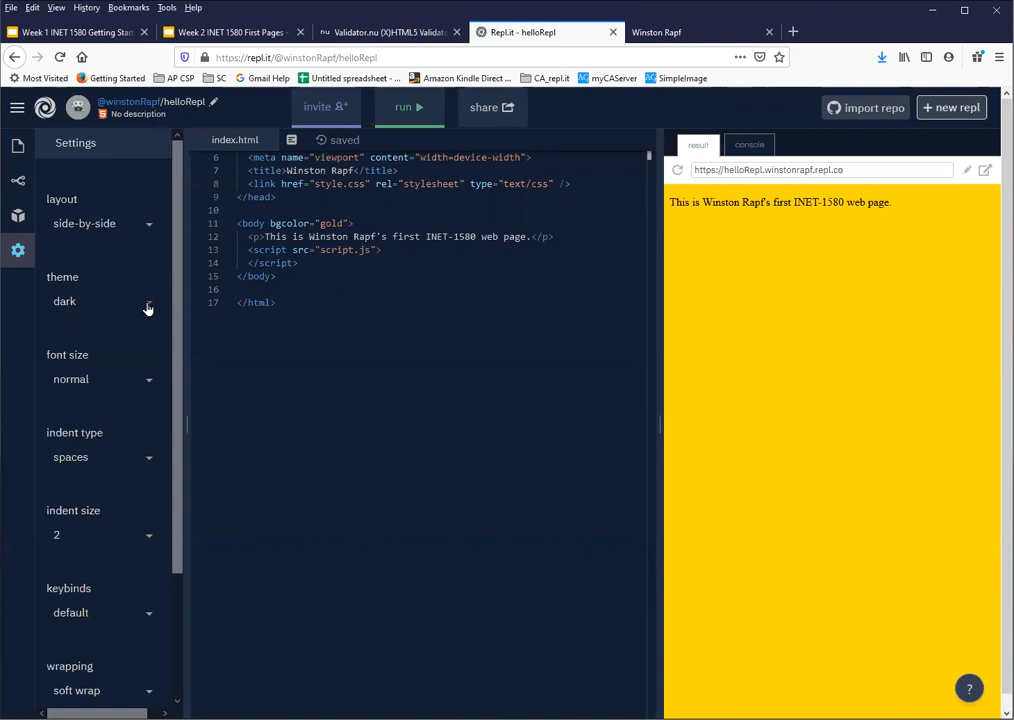 File Edit View History Bookmarks Tools Help
Week 1 INET 1580 Getting Star
Week 2 INET 1580 First Pages -
Validator.nu (X)HTML5 Validato
Repl.it - helloRepl
Winston Rapf
https://repl.it/@winstonRapf/helloRepl
Most Visited Getting Started AP CSP SC Gmail Help Untitled spreadsheet - ... Amazon Kindle Direct ... CA_repl.it myCAServer SimpleImage
@winstonRapf/helloRepl
No description
invite
run
share
import repo
+ new repl
Settings
layout
side-by-side
theme
dark
font size
normal
indent type
spaces
indent size
2
keybinds
default
wrapping
soft wrap
index.html
saved
6 <meta name="viewport" content="width=device-width">
7 <title>Winston Rapf</title>
8 <link href="style.css" rel="stylesheet" type="text/css" />
9 </head>
10
11 <body bgcolor="gold">
12 <p>This is Winston Rapf's first INET-1580 web page.</p>
13 <script src="script.js">
14 </script>
15 </body>
16
17 </html>
result
console
https://helloRepl.winstonrapf.repl.co
This is Winston Rapf's first INET-1580 web page.
?